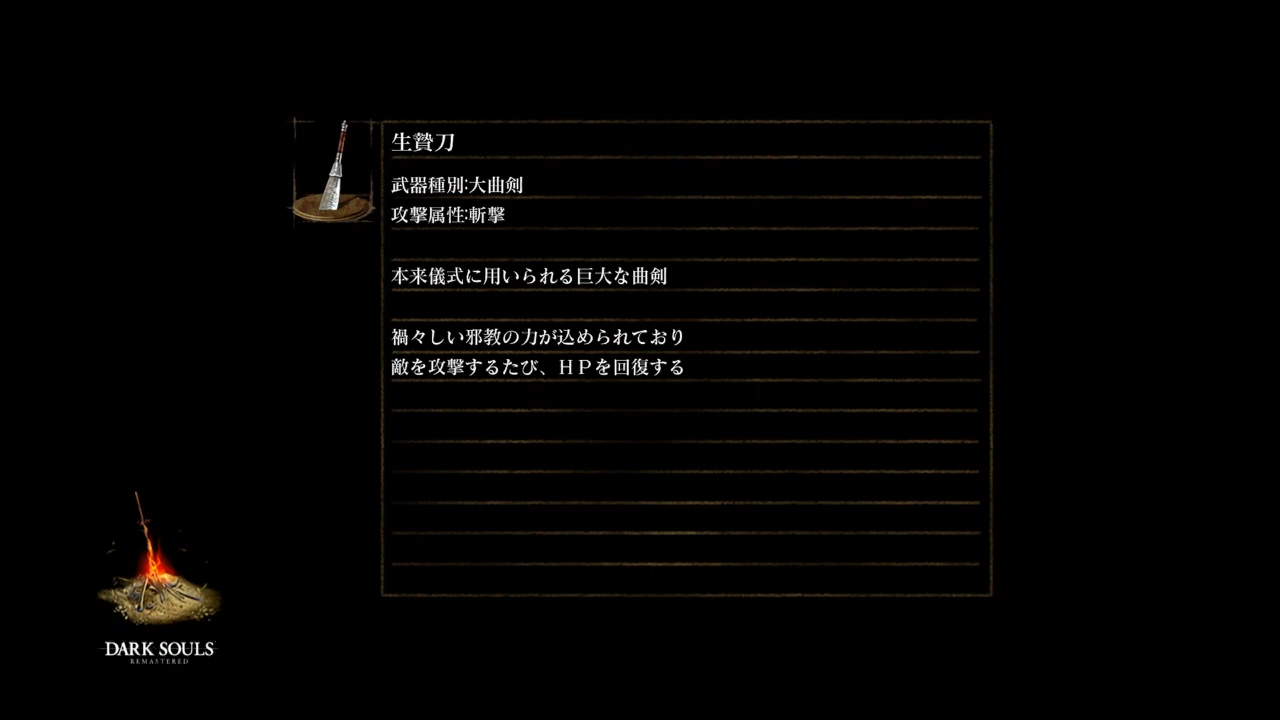 生贄刀
武器種別:大曲剣
攻撃属性:斬撃
本来儀式に用いられる巨大な曲剣
禍々しい邪教の力が込められており
敵を攻撃するたび、ＨＰを回復する
DARK SOULS
REMASTERED